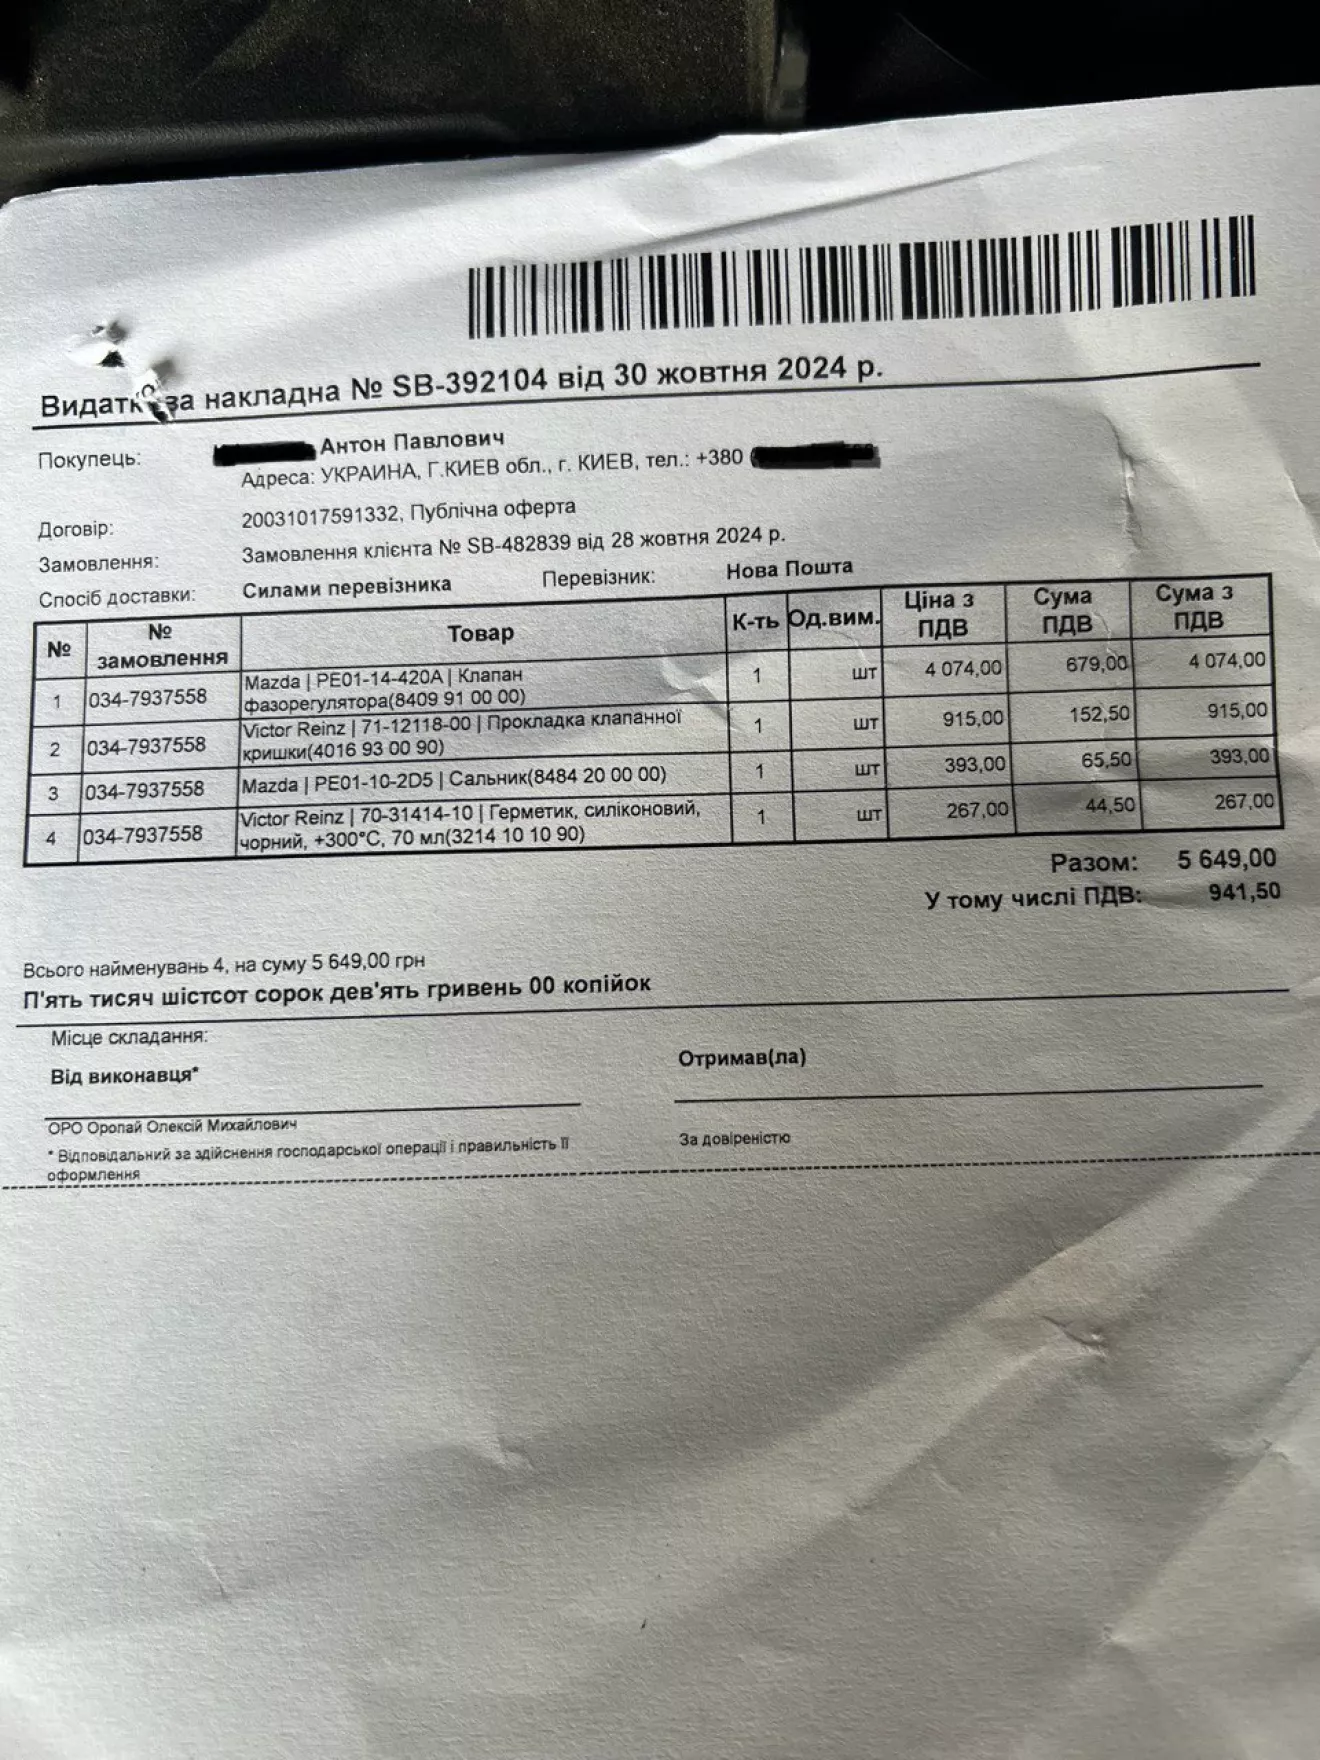 Видаткова накладна № SB-392104 від 30 жовтня 2024 р.
Покупець: Антон Павлович
Адреса: УКРАИНА, Г.КИЕВ обл., г. КИЕВ, тел.: +380
Договір: 20031017591332, Публічна оферта
Замовлення: Замовлення клієнта № SB-482839 від 28 жовтня 2024 р.
Спосіб доставки: Силами перевізника Перевізник: Нова Пошта
№ № замовлення Товар К-ть Од.вим. Ціна з ПДВ Сума ПДВ Сума з ПДВ
1 034-7937558 Mazda | PE01-14-420A | Клапан фазорегулятора(8409 91 00 00) 1 шт 4 074,00 679,00 4 074,00
2 034-7937558 Victor Reinz | 71-12118-00 | Прокладка клапанної кришки(4016 93 00 90) 1 шт 915,00 152,50 915,00
3 034-7937558 Mazda | PE01-10-2D5 | Сальник(8484 20 00 00) 1 шт 393,00 65,50 393,00
4 034-7937558 Victor Reinz | 70-31414-10 | Герметик, силіконовий, чорний, +300°C, 70 мл(3214 10 10 90) 1 шт 267,00 44,50 267,00
Разом: 5 649,00
У тому числі ПДВ: 941,50
Всього найменувань 4, на суму 5 649,00 грн
П'ять тисяч шістсот сорок дев'ять гривень 00 копійок
Місце складання:
Від виконавця* Отримав(ла)
ОРО Оропай Олексій Михайлович
За довіреністю
* Відповідальний за здійснення господарської операції і правильність її
оформлення